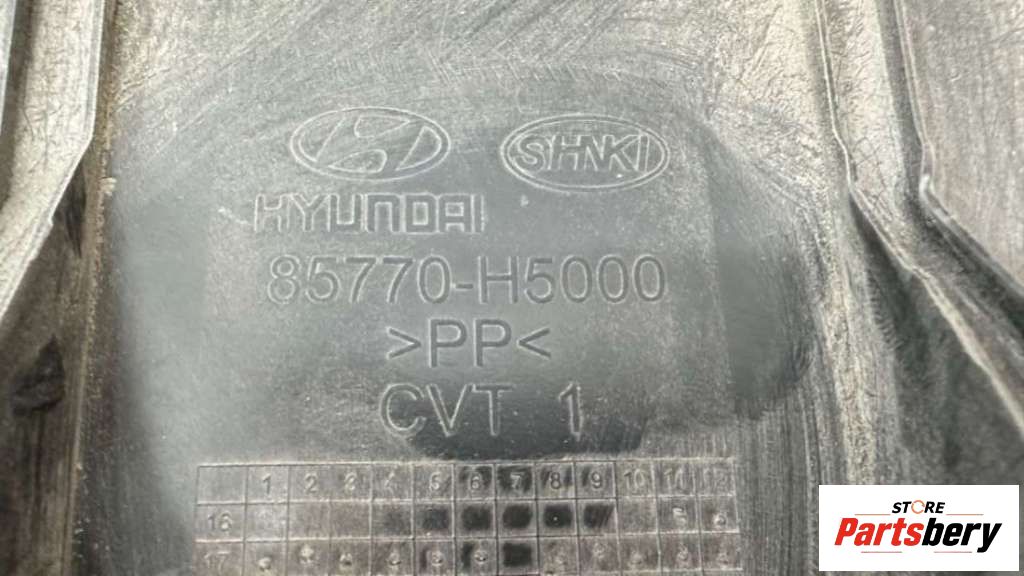 SHNKI
HYUNDAI
85770-H5000
>PP<
CVT 1
1 2 3 4 5 6 7 8 9 10 11 12
16
17
STORE
Partsbery